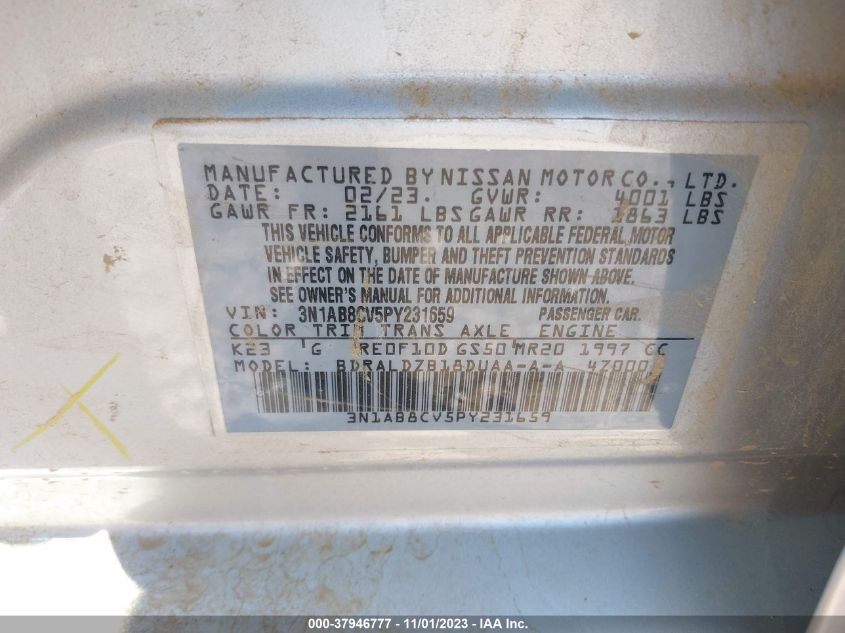 MANUFACTURED BY NISSAN MOTOR CO., LTD.
DATE: 02/23. GVWR: 4001 LBS
GAWR FR: 2161 LBS GAWR RR: 1863 LBS
THIS VEHICLE CONFORMS TO ALL APPLICABLE FEDERAL MOTOR
VEHICLE SAFETY, BUMPER AND THEFT PREVENTION STANDARDS
IN EFFECT ON THE DATE OF MANUFACTURE SHOWN ABOVE.
SEE OWNER'S MANUAL FOR ADDITIONAL INFORMATION.
VIN: 3N1AB8CV5PY231659 PASSENGER CAR.
COLOR TRIM TRANS AXLE ENGINE
K23 G RE0F10D GS50 MR20 1997 CC
MODEL: BDRALDZB18DUAA-A-A
3N1AB8CV5PY231659
000-37946777 - 11/01/2023 - IAA Inc.